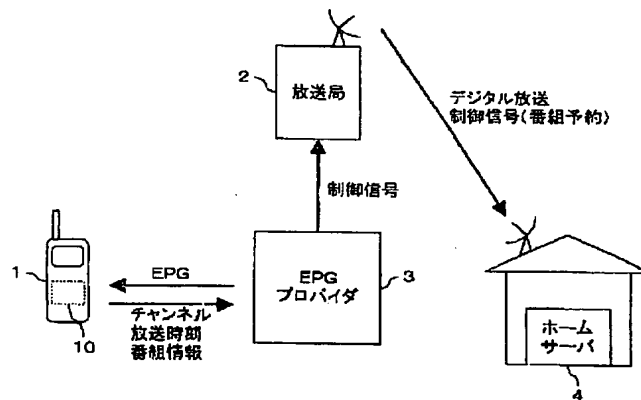 2
放送局
デジタル放送
制御信号(番組予約)
制御信号
1
EPG
EPG
プロバイダ
3
チャンネル
放送時刻
番組情報
10
ホーム
サーバ
4